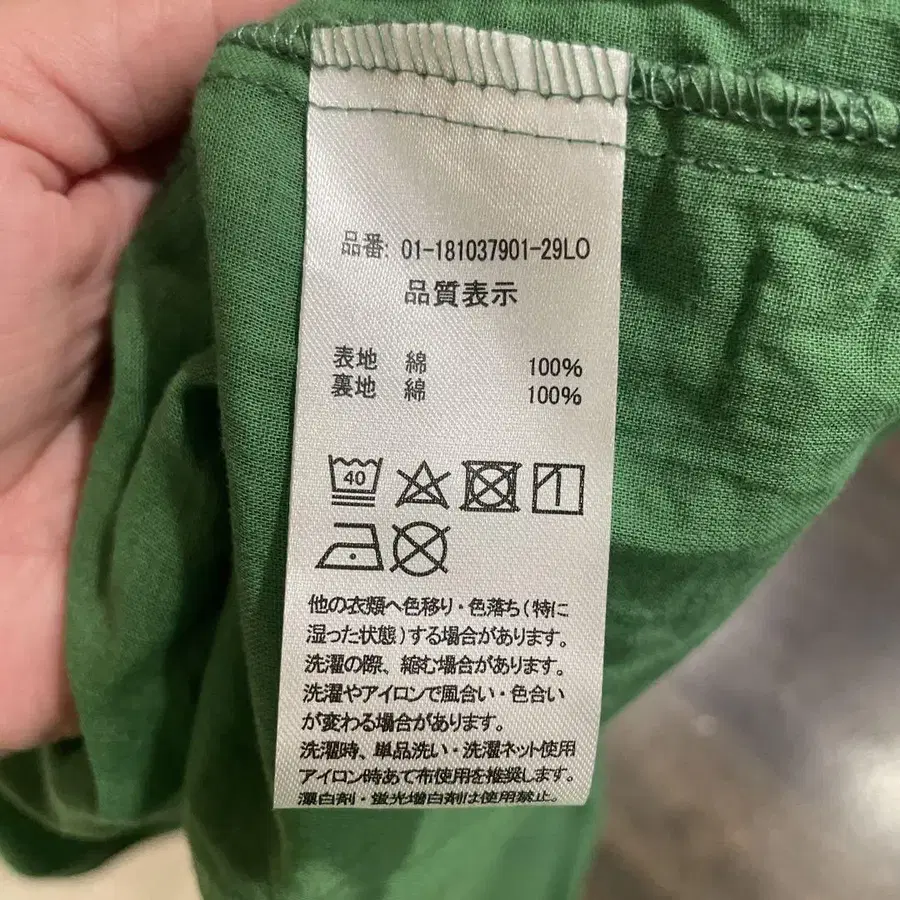 品番: 01-181037901-29LO
品質表示
表地 綿 100%
裏地 綿 100%
40
他の衣類へ色移り・色落ち(特に
湿った状態)する場合があります。
洗濯の際、縮む場合があります。
洗濯やアイロンで風合い・色合い
が変わる場合があります。
洗濯時、単品洗い・洗濯ネット使用
アイロン時あて布使用を推奨します。
漂白剤・蛍光増白剤は使用禁止。